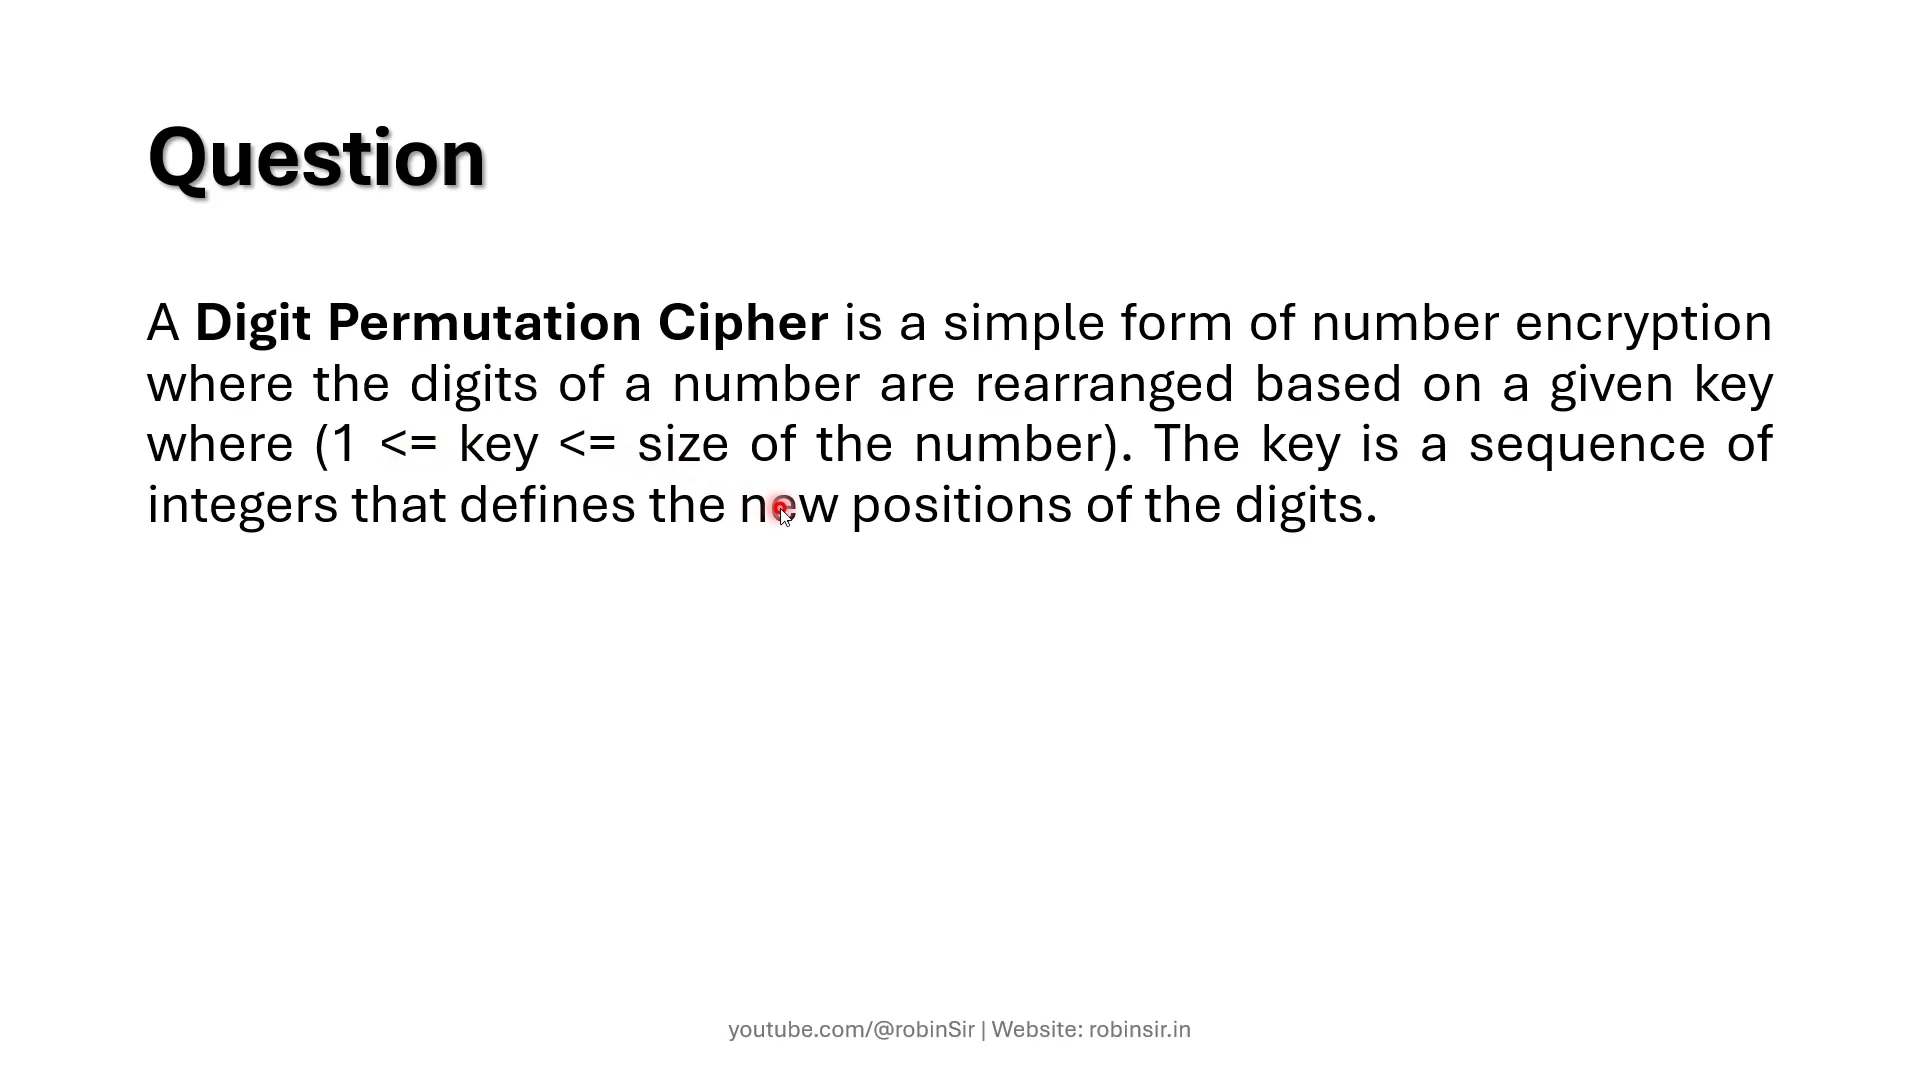 Question
A Digit Permutation Cipher is a simple form of number encryption
where the digits of a number are rearranged based on a given key
where (1 <= key <= size of the number). The key is a sequence of
integers that defines the new positions of the digits.
youtube.com/@robinSir | Website: robinsir.in